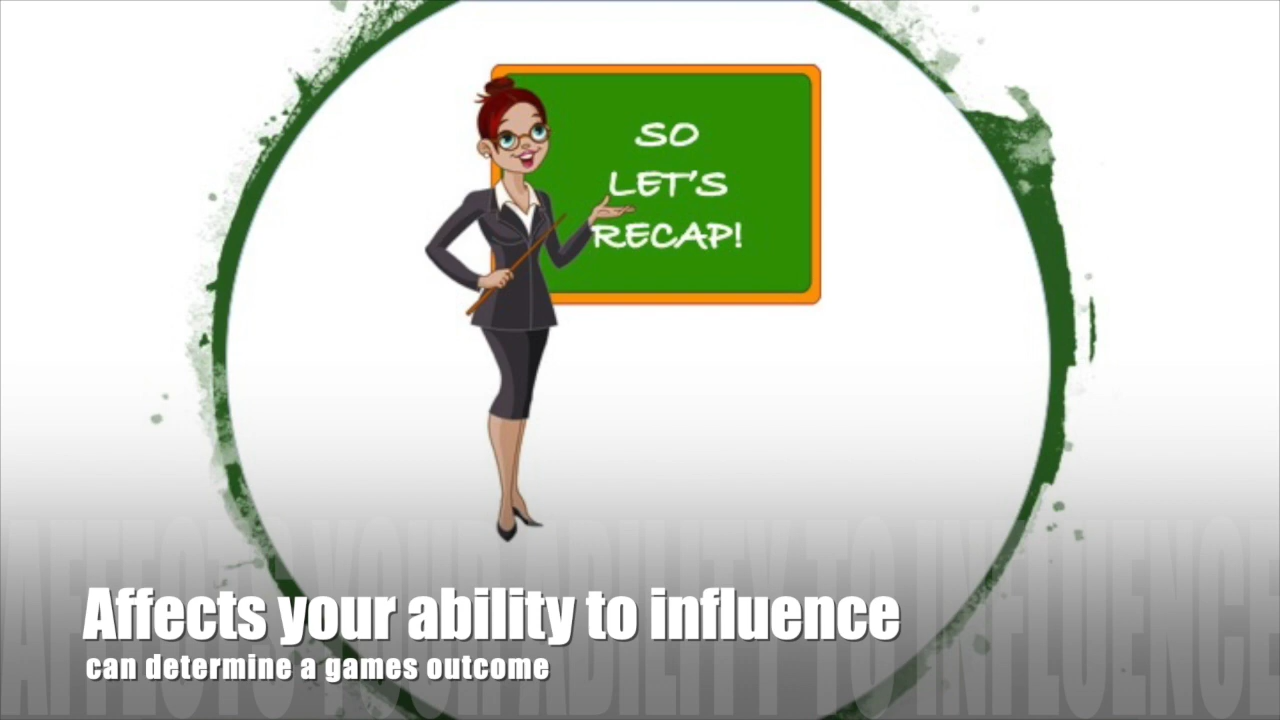 SO
LET'S
RECAP!
AFFECTS YOUR ABILITY TO INFLUENCE
Affects your ability to influence
can determine a games outcome